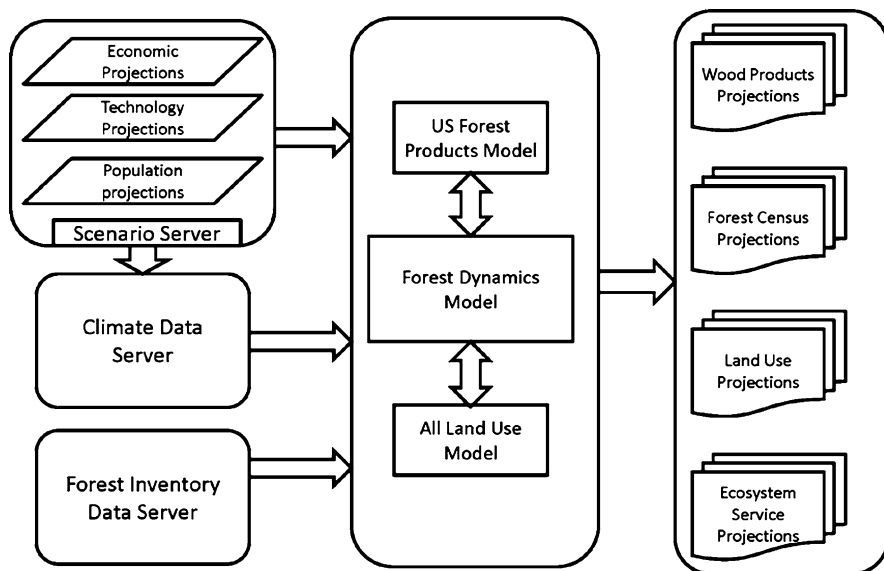 Economic
Projections
Technology
Projections
Population
projections
Scenario Server
Climate Data
Server
Forest Inventory
Data Server
US Forest
Products Model
Forest Dynamics
Model
All Land Use
Model
Wood Products
Projections
Forest Census
Projections
Land Use
Projections
Ecosystem
Service
Projections